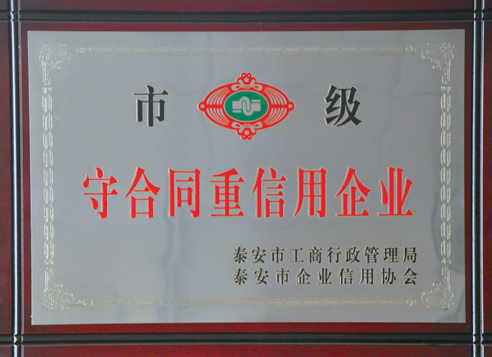 市 级
守合同重信用企业
泰安市工商行政管理局
泰安市企业信用协会